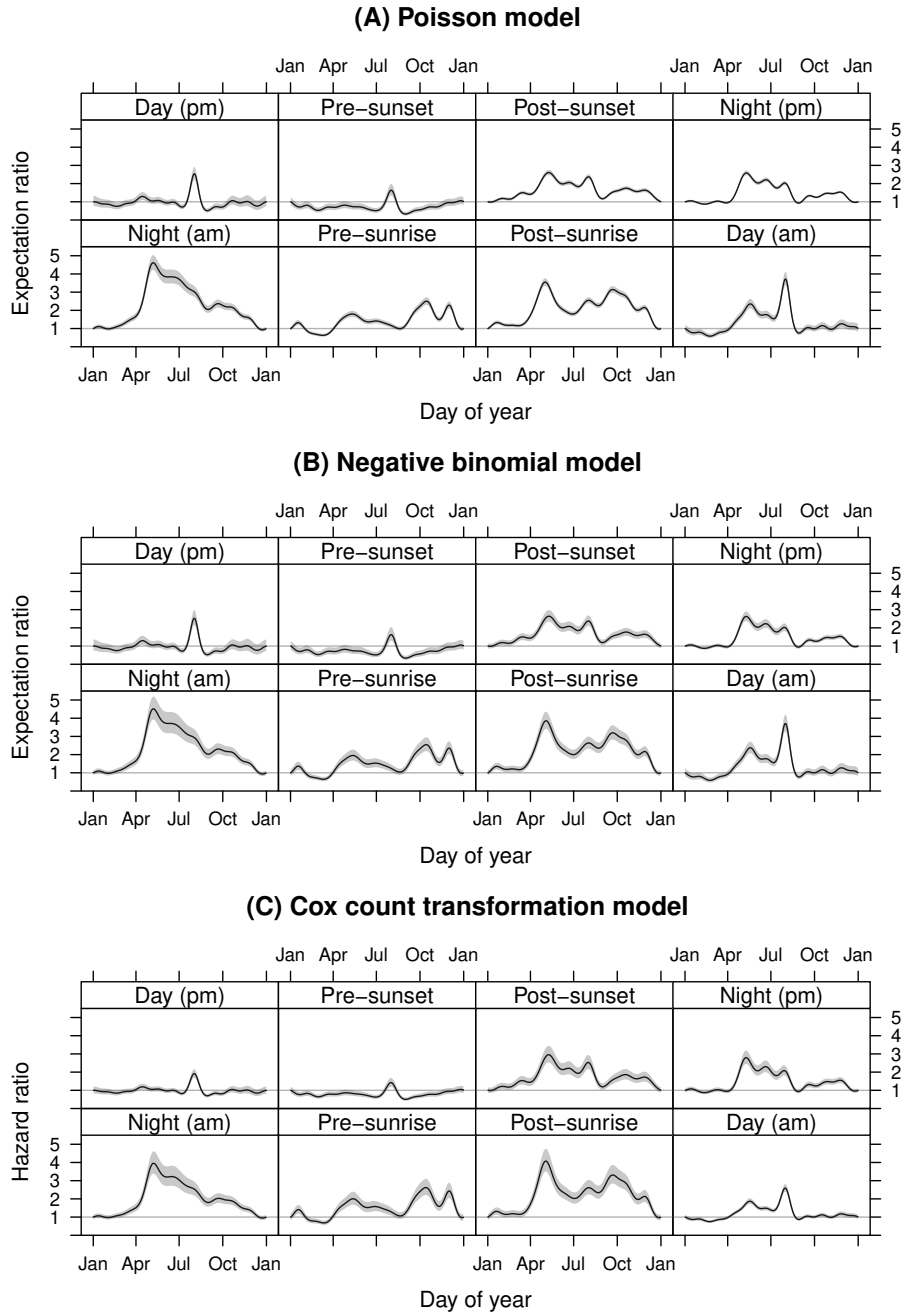 (A) Poisson model
Jan Apr Jul Oct Jan
Day (pm) Pre−sunset Post−sunset Night (pm)
5
4
3
2
1
Expectation ratio
Night (am) Pre−sunrise Post−sunrise Day (am)
5
4
3
2
1
Jan Apr Jul Oct Jan Jan Apr Jul Oct Jan
Day of year
(B) Negative binomial model
Jan Apr Jul Oct Jan Jan Apr Jul Oct Jan
Day (pm) Pre−sunset Post−sunset Night (pm)
5
4
3
2
1
Expectation ratio
Night (am) Pre−sunrise Post−sunrise Day (am)
5
4
3
2
1
Jan Apr Jul Oct Jan Jan Apr Jul Oct Jan
Day of year
(C) Cox count transformation model
Jan Apr Jul Oct Jan Jan Apr Jul Oct Jan
Day (pm) Pre−sunset Post−sunset Night (pm)
5
4
3
2
1
Hazard ratio
Night (am) Pre−sunrise Post−sunrise Day (am)
5
4
3
2
1
Jan Apr Jul Oct Jan Jan Apr Jul Oct Jan
Day of year